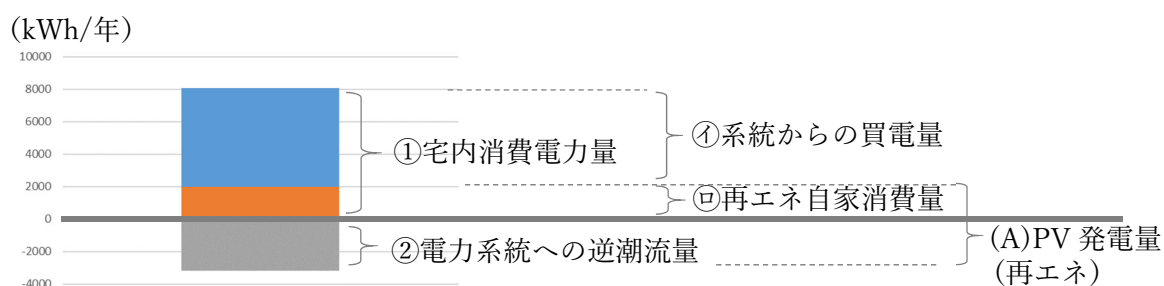 (kWh/年)
10000
8000
6000
4000
2000
0
-2000
-4000
①宅内消費電力量
㋑系統からの買電量
㋺再エネ自家消費量
②電力系統への逆潮流量
(A)PV 発電量
(再エネ)